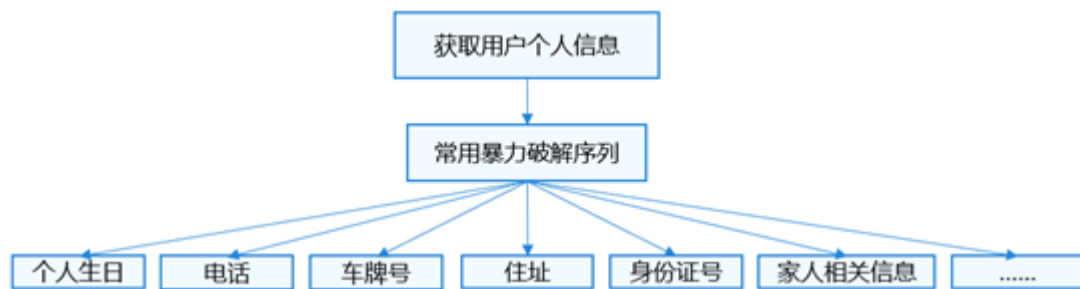 获取用户个人信息
常用暴力破解序列
个人生日
电话
车牌号
住址
身份证号
家人相关信息
......